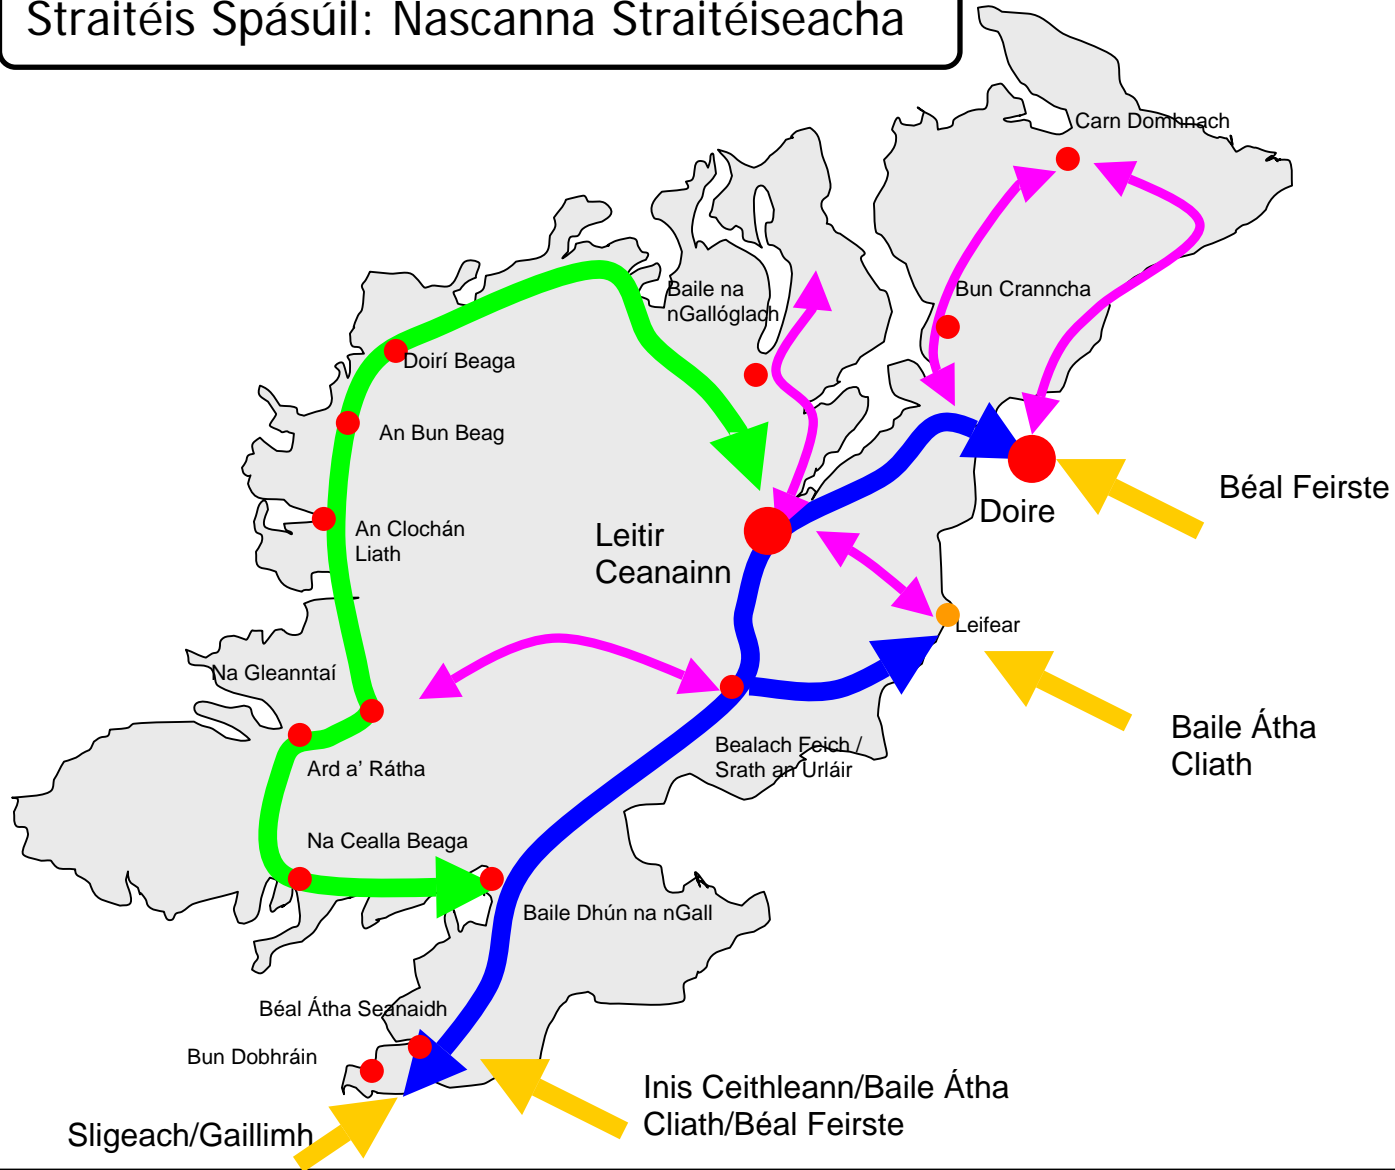 Straitéis Spásúil: Nascanna Straitéiseacha
Carn Domhnach
Baile na
nGallóglach
Bun Cranncha
Doirí Beaga
An Bun Beag
Béal Feirste
Doire
An Clochán
Liath
Leitir
Ceanainn
Leifear
Na Gleanntaí
Baile Átha
Cliath
Bealach Feich /
Srath an Urláir
Ard a’ Rátha
Na Cealla Beaga
Baile Dhún na nGall
Béal Átha Seanaidh
Bun Dobhráin
Inis Ceithleann/Baile Átha
Cliath/Béal Feirste
Sligeach/Gaillimh